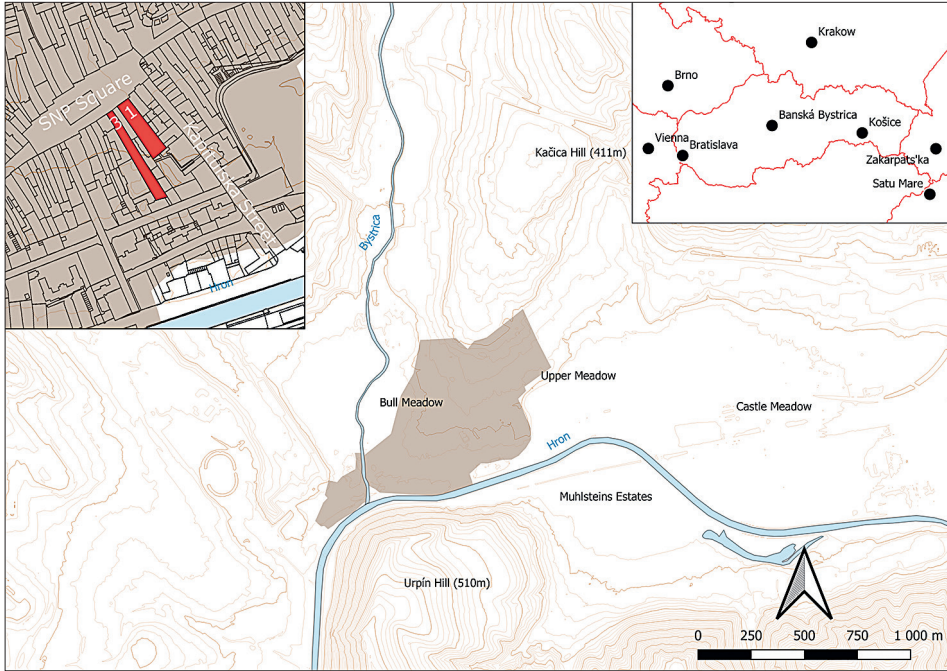 SNP Square
3 1
Kapitulská Street
Hron
Krakow
Brno
Banská Bystrica
Košice
Vienna
Bratislava
Zakarpats'ka
Satu Mare
Kačica Hill (411m)
Bystrica
Upper Meadow
Bull Meadow
Castle Meadow
Hron
Muhlsteins Estates
Urpín Hill (510m)
0 250 500 750 1 000 m